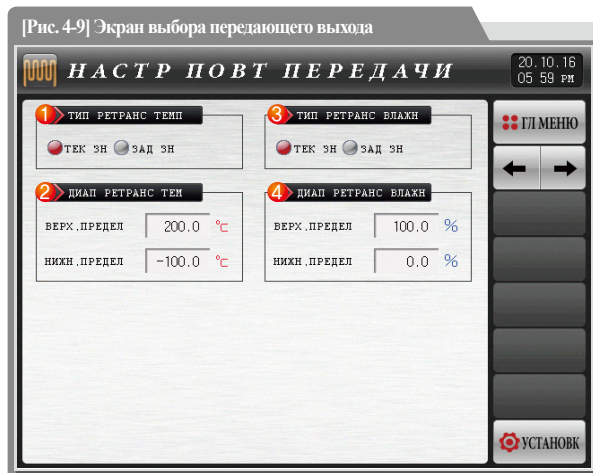 [Рис. 4-9] Экран выбора передающего выхода
НАСТР ПОВТ ПЕРЕДАЧИ
20.10.16
05 59 PM
1 ТИП РЕТРАНС ТЕМП
ТЕК ЗН ЗАД ЗН
3 ТИП РЕТРАНС ВЛАЖН
ТЕК ЗН ЗАД ЗН
2 ДИАП РЕТРАНС ТЕМ
ВЕРХ.ПРЕДЕЛ 200.0 ℃
НИЖН.ПРЕДЕЛ -100.0 ℃
4 ДИАП РЕТРАНС ВЛАЖН
ВЕРХ.ПРЕДЕЛ 100.0 %
НИЖН.ПРЕДЕЛ 0.0 %
ГЛ МЕНЮ
УСТАНОВК